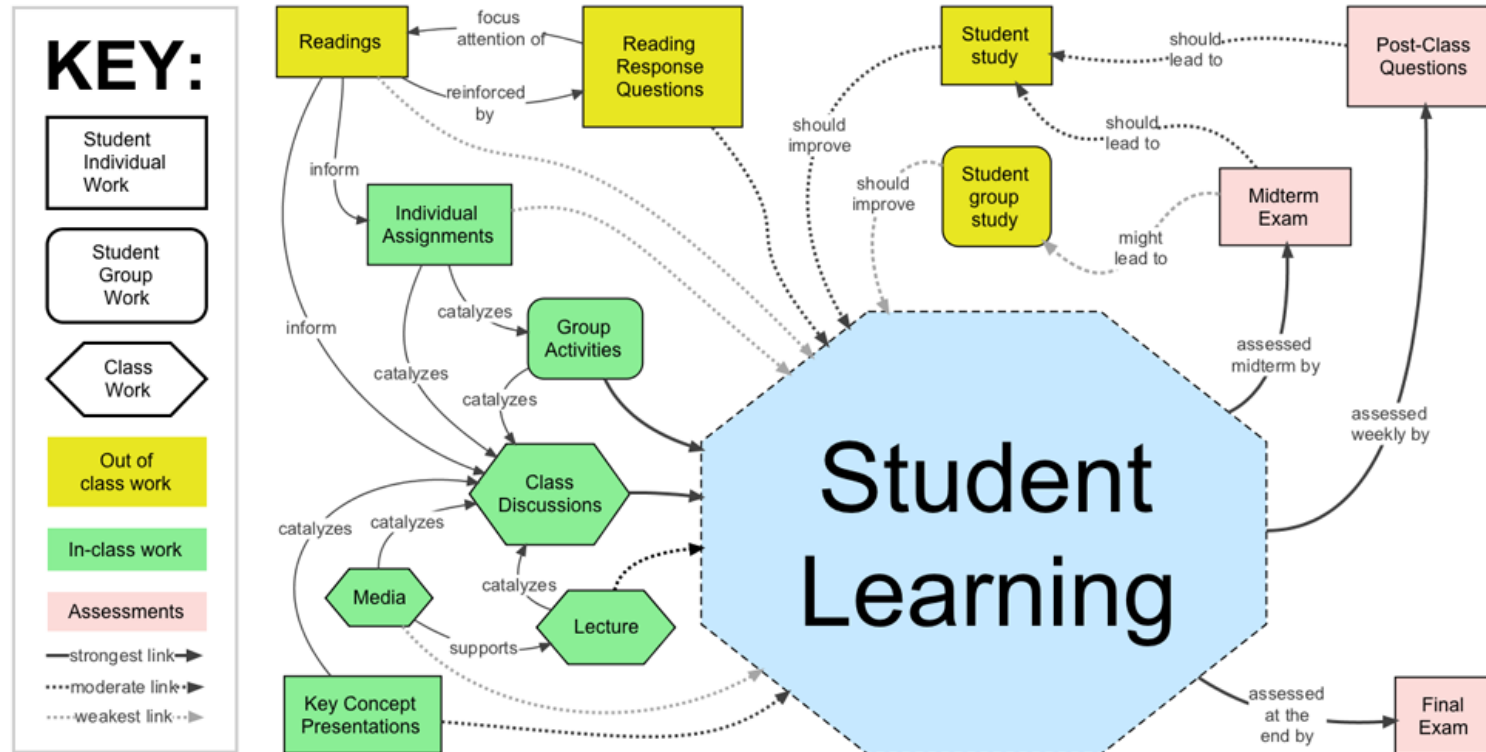 KEY:
Student
Individual
Work
Student
Group
Work
Class
Work
Out of
class work
In-class work
Assessments
strongest link
moderate link
weakest link
Readings
focus
attention of
reinforced
by
Reading
Response
Questions
inform
inform
Individual
Assignments
catalyzes
catalyzes
Group
Activities
catalyzes
Class
Discussions
catalyzes
catalyzes
catalyzes
Media
supports
Lecture
Key Concept
Presentations
Student
study
should
lead to
Post-Class
Questions
should
improve
should
lead to
Student
group
study
should
improve
might
lead to
Midterm
Exam
assessed
midterm by
assessed
weekly by
Student
Learning
assessed
at the
end by
Final
Exam